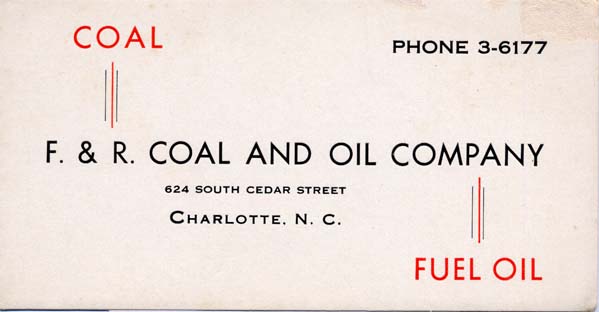 COAL
PHONE 3-6177
F. & R. COAL AND OIL COMPANY
624 SOUTH CEDAR STREET
CHARLOTTE, N. C.
FUEL OIL